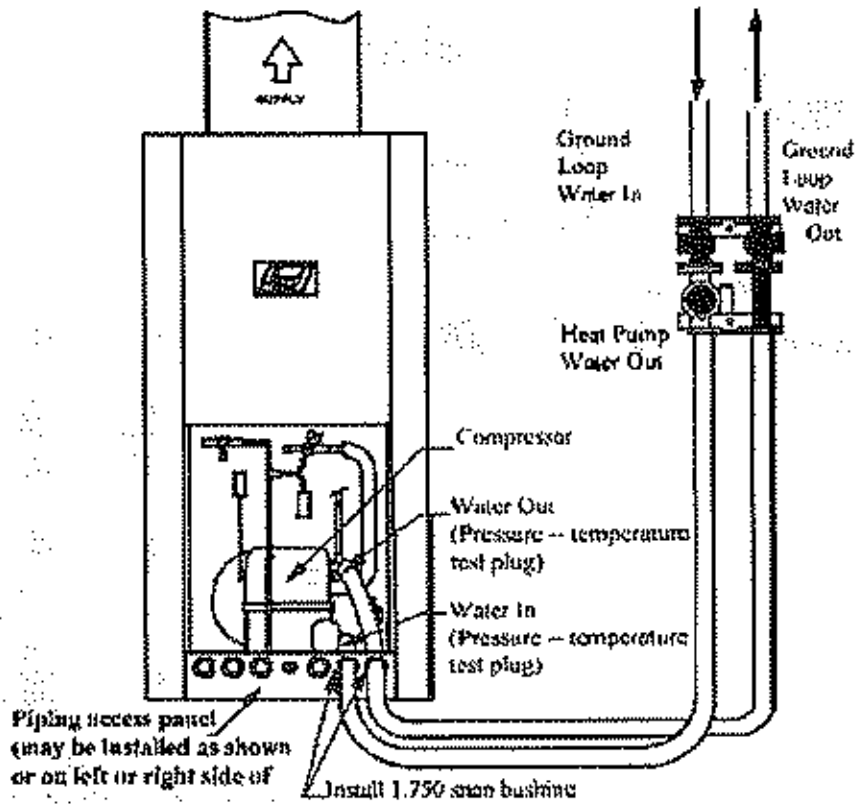 SUPPLY
Ground
Loop
Water In
Ground
Loop
Water
Out
Heat Pump
Water Out
Compressor
Water Out
(Pressure – temperature
test plug)
Water In
(Pressure – temperature
test plug)
Piping access panel
(may be installed as shown
or on left or right side of
Install 1.750 snap bushing